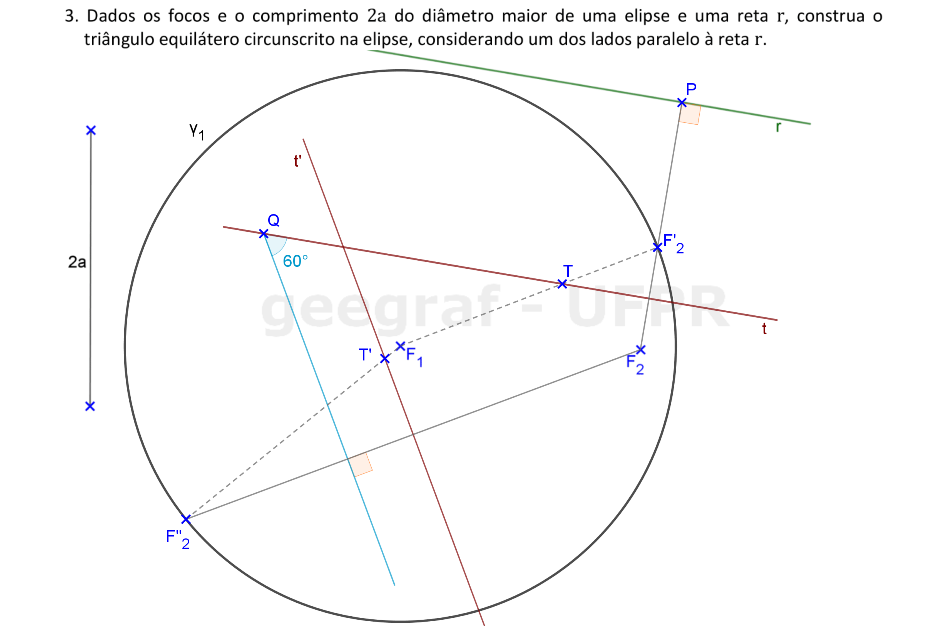 3. Dados os focos e o comprimento 2a do diâmetro maior de uma elipse e uma reta r, construa o
triângulo equilátero circunscrito na elipse, considerando um dos lados paralelo à reta r.
P
γ1
r
t'
Q
F'2
60°
2a
T
geegraf - UFPR
t
T'
F1
F2
F"2